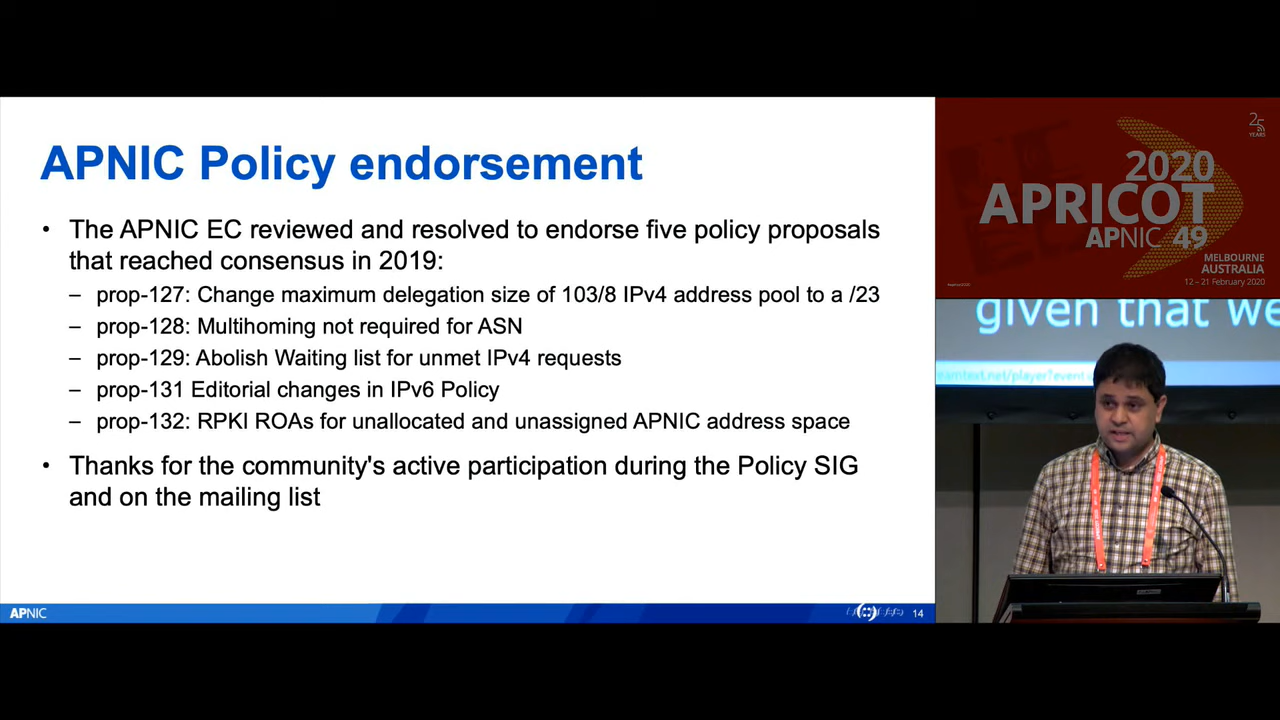 APNIC Policy endorsement
• The APNIC EC reviewed and resolved to endorse five policy proposals
that reached consensus in 2019:
– prop-127: Change maximum delegation size of 103/8 IPv4 address pool to a /23
– prop-128: Multihoming not required for ASN
– prop-129: Abolish Waiting list for unmet IPv4 requests
– prop-131 Editorial changes in IPv6 Policy
– prop-132: RPKI ROAs for unallocated and unassigned APNIC address space
• Thanks for the community's active participation during the Policy SIG
and on the mailing list
APNIC
14
25
YEARS
2020
APRICOT
APNIC 49
MELBOURNE
AUSTRALIA
12 – 21 February 2020
given that we